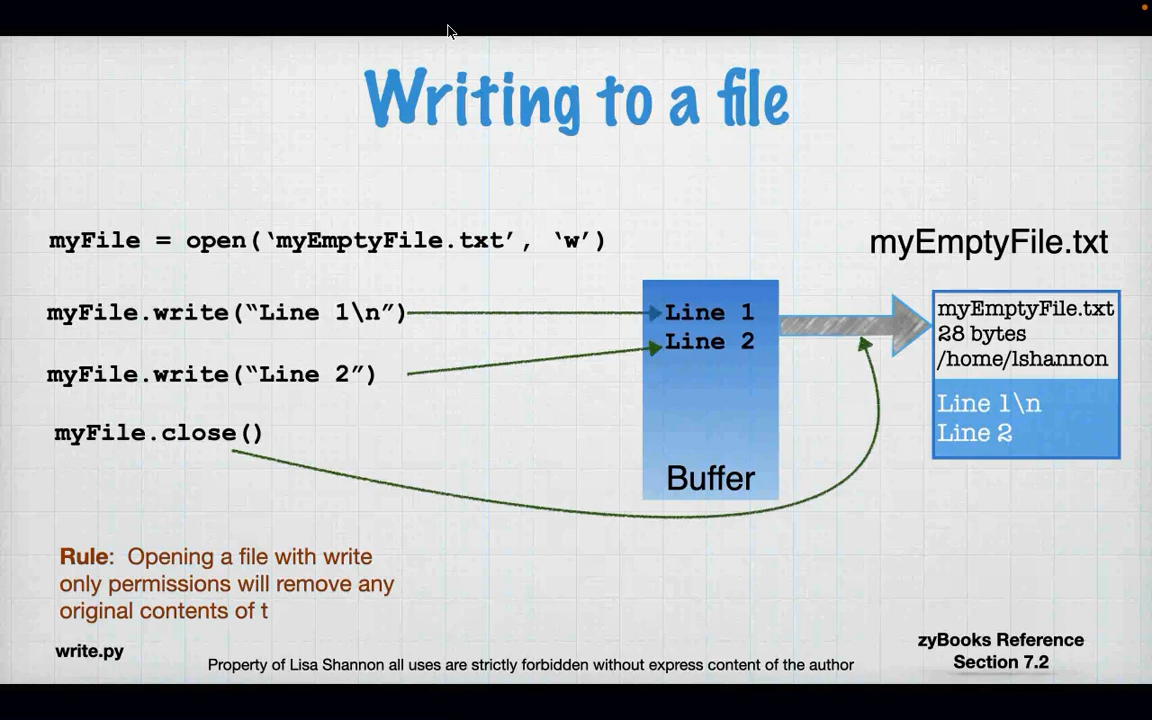 Writing to a file
myFile = open(‘myEmptyFile.txt’, ‘w’)
myEmptyFile.txt
myFile.write(“Line 1\n”)
myFile.write(“Line 2”)
myFile.close()
Line 1
Line 2
Buffer
myEmptyFile.txt
28 bytes
/home/lshannon
Line 1\n
Line 2
Rule:  Opening a file with write
only permissions will remove any
original contents of t
write.py
Property of Lisa Shannon all uses are strictly forbidden without express content of the author
zyBooks Reference
Section 7.2